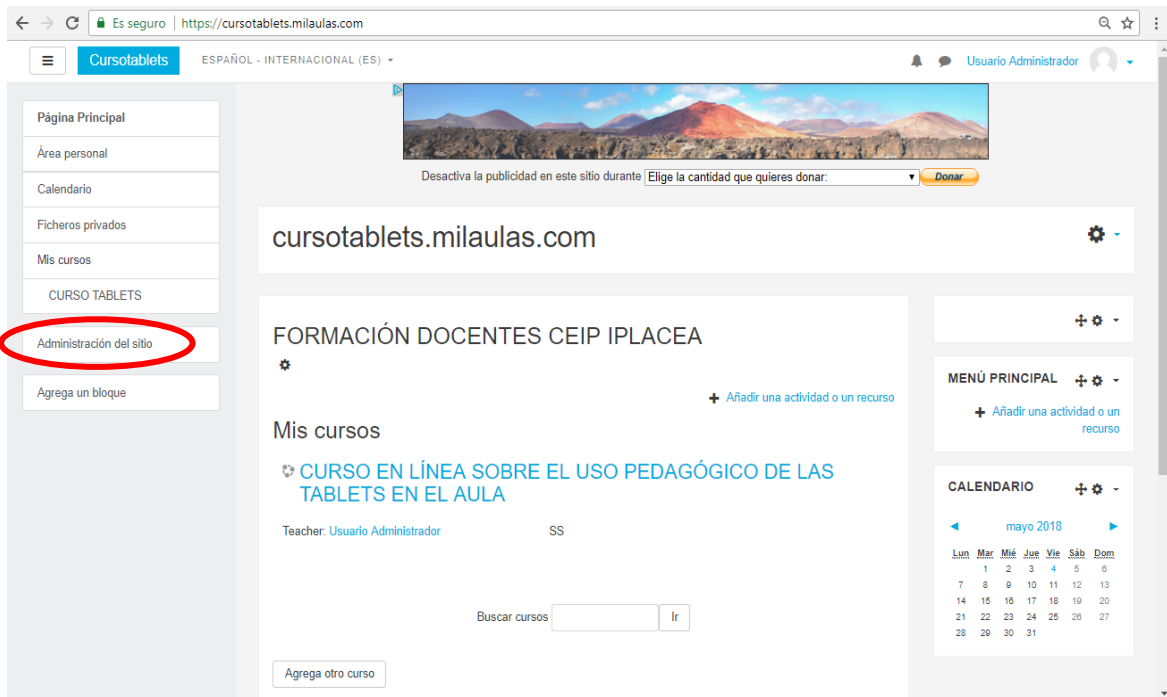 Es seguro | https://cursotablets.milaulas.com
Cursotablets
ESPAÑOL - INTERNACIONAL (ES)
Usuario Administrador
Página Principal
Área personal
Calendario
Ficheros privados
Mis cursos
CURSO TABLETS
Administración del sitio
Agrega un bloque
Desactiva la publicidad en este sitio durante Elige la cantidad que quieres donar: Donar
cursotablets.milaulas.com
FORMACIÓN DOCENTES CEIP IPLACEA
Añadir una actividad o un recurso
Mis cursos
CURSO EN LÍNEA SOBRE EL USO PEDAGÓGICO DE LAS
TABLETS EN EL AULA
Teacher: Usuario Administrador SS
Buscar cursos Ir
Agrega otro curso
MENÚ PRINCIPAL
Añadir una actividad o un
recurso
CALENDARIO
mayo 2018
Lun Mar Mié Jue Vie Sáb Dom
1 2 3 4 5 6
7 8 9 10 11 12 13
14 15 16 17 18 19 20
21 22 23 24 25 26 27
28 29 30 31